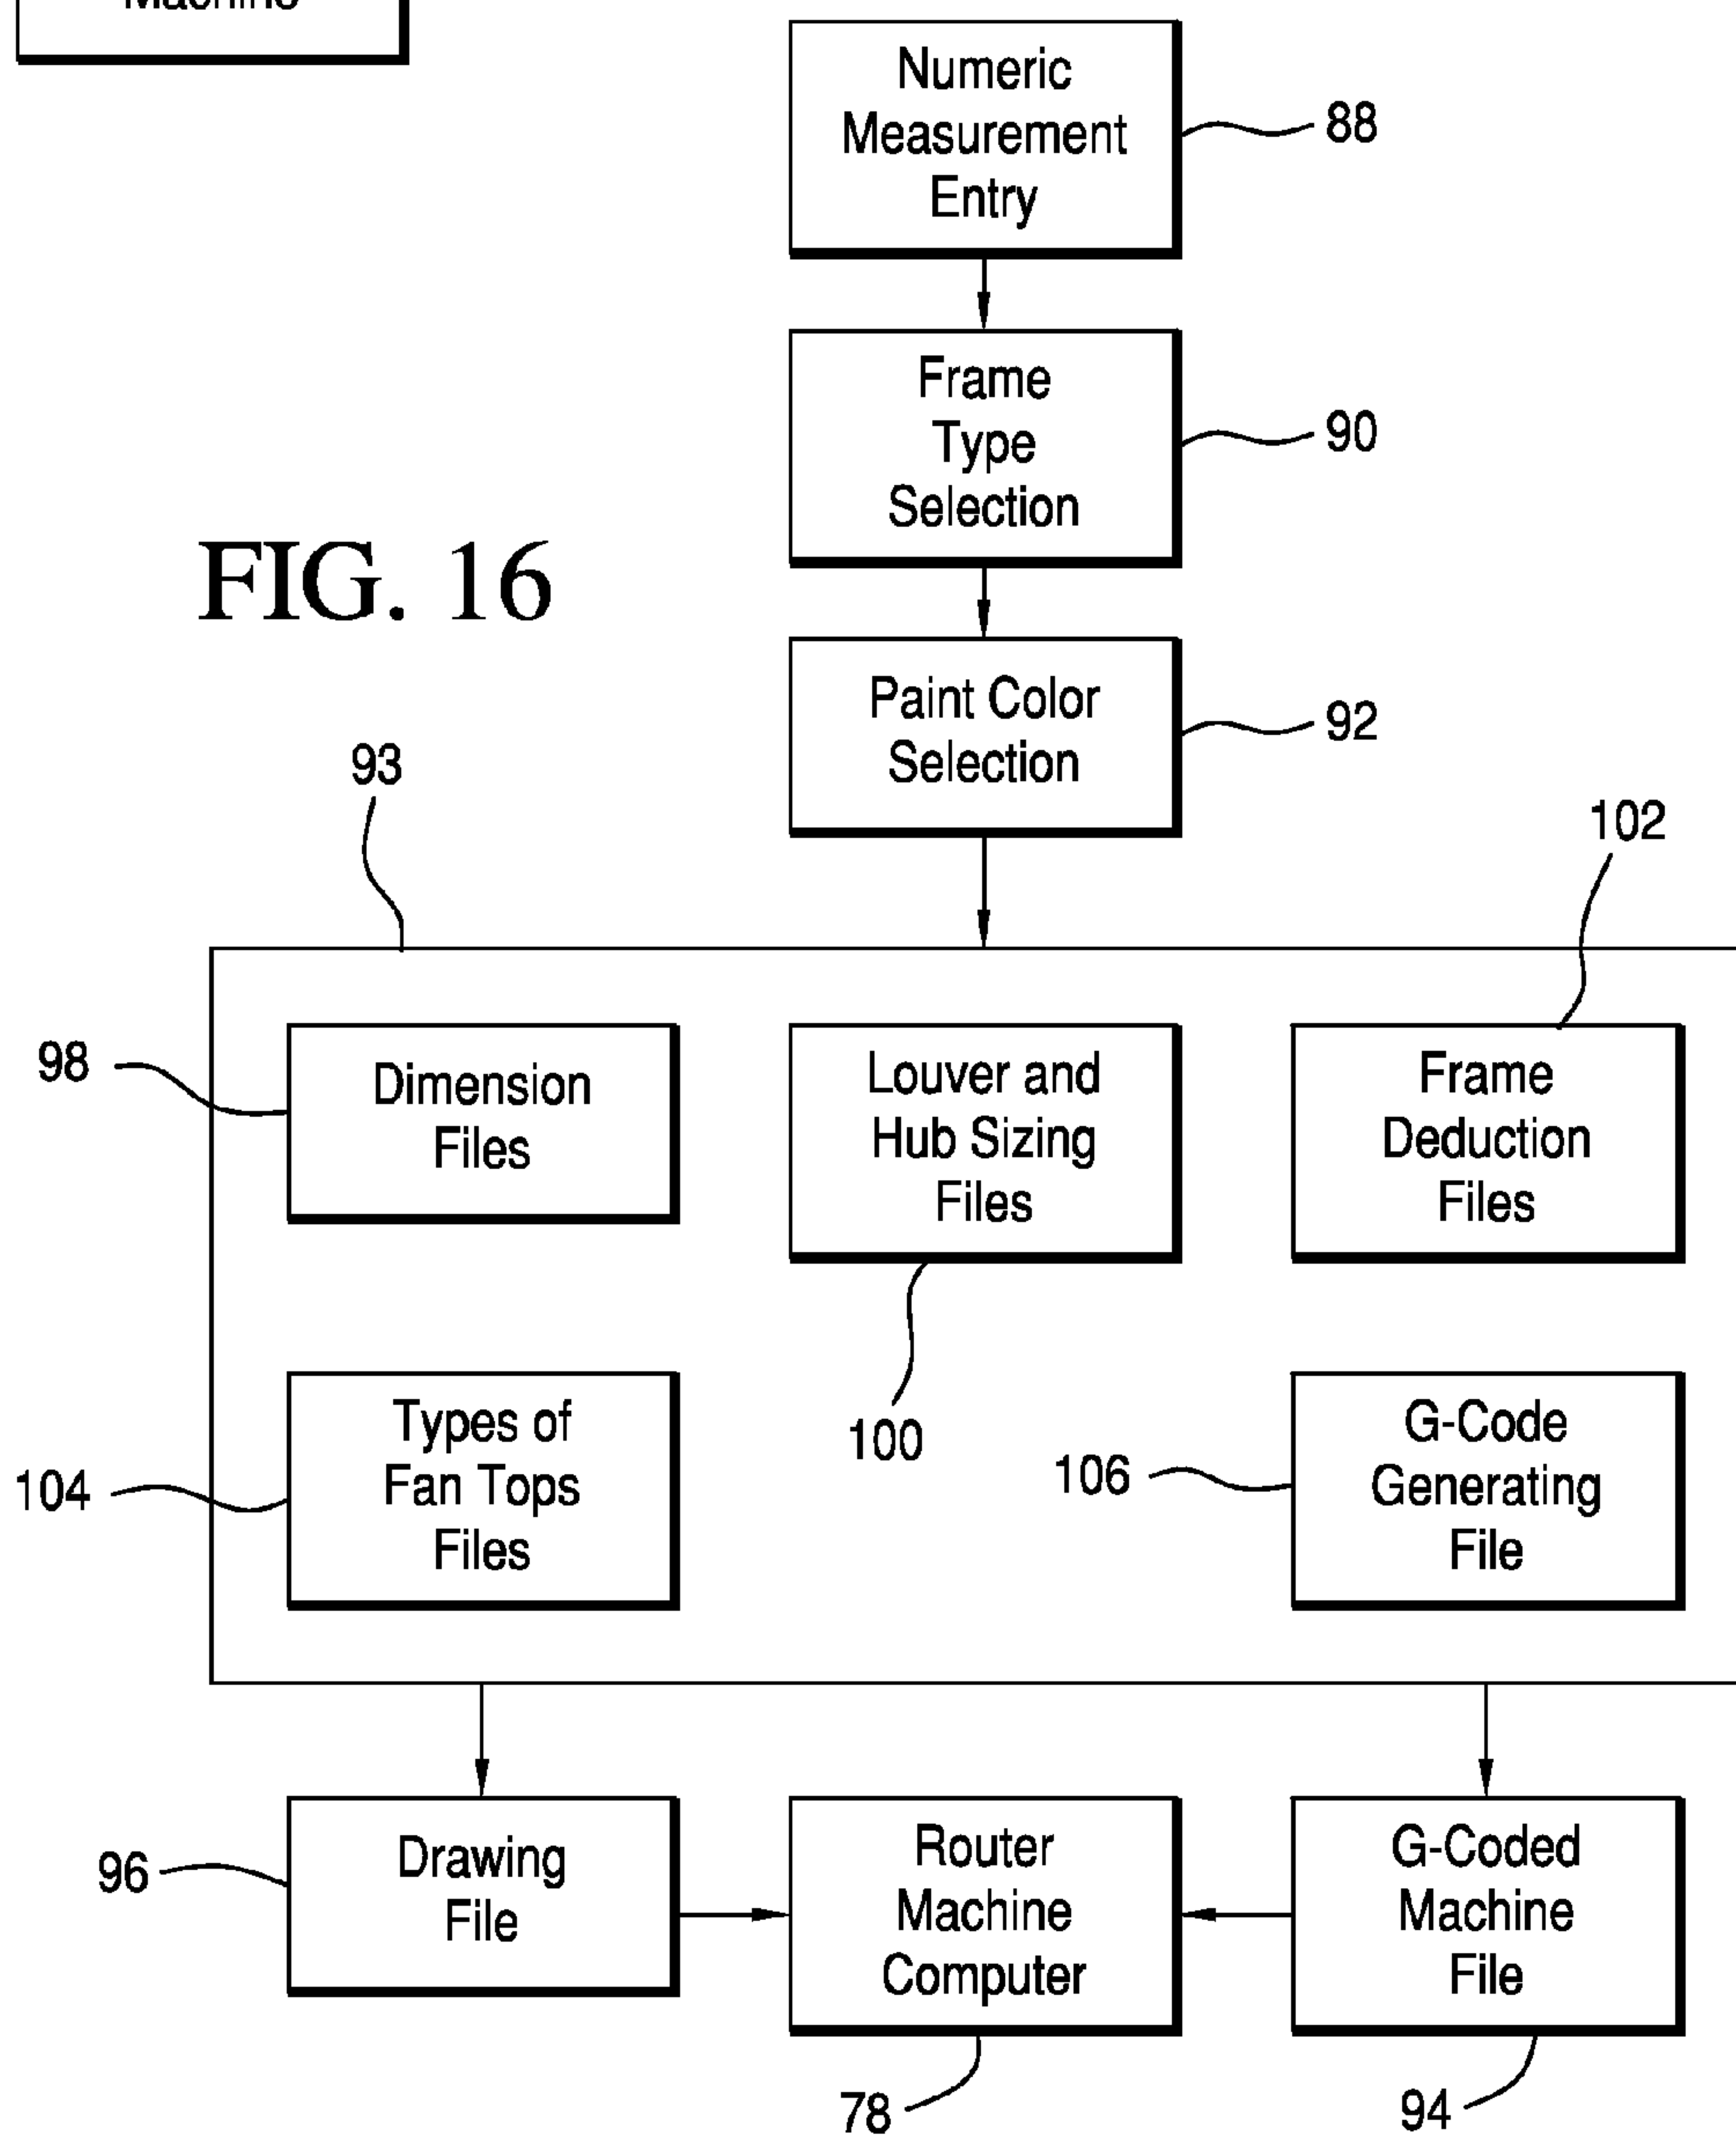 Machine
Numeric
Measurement
Entry
88
Frame
Type
Selection
90
FIG. 16
Paint Color
Selection
92
93
102
98
Dimension
Files
Louver and
Hub Sizing
Files
Frame
Deduction
Files
100
104
Types of
Fan Tops
Files
106
G-Code
Generating
File
96
Drawing
File
Router
Machine
Computer
G-Coded
Machine
File
78
94